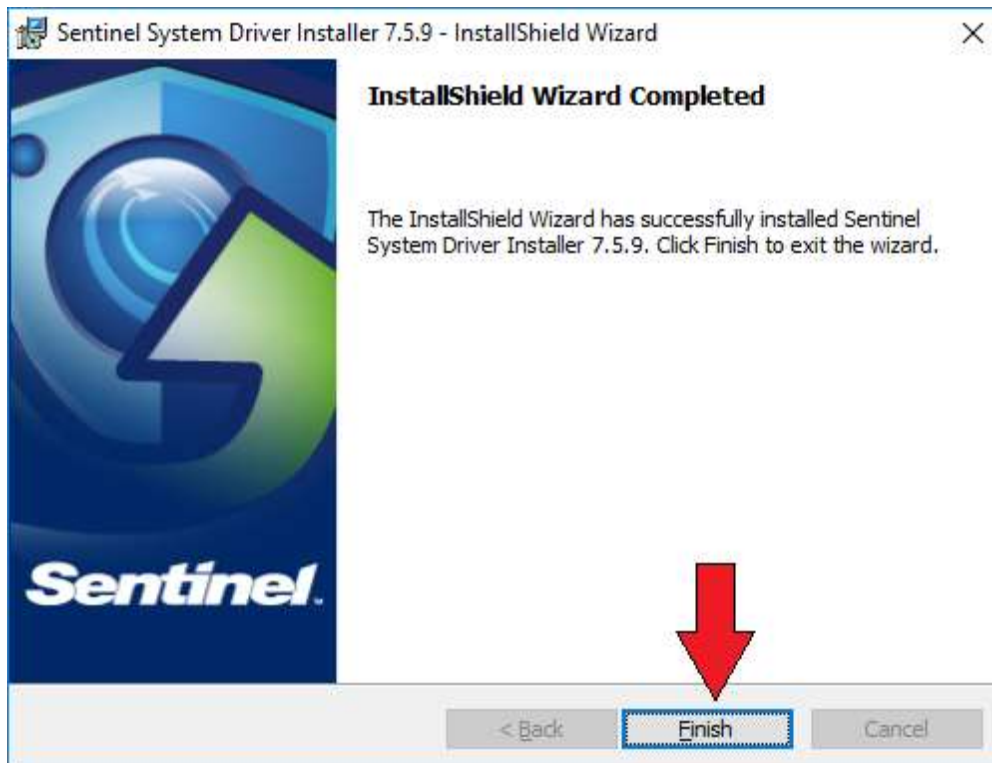 Sentinel System Driver Installer 7.5.9 - InstallShield Wizard
InstallShield Wizard Completed
The InstallShield Wizard has successfully installed Sentinel
System Driver Installer 7.5.9. Click Finish to exit the wizard.
Sentinel™
< Back Finish Cancel